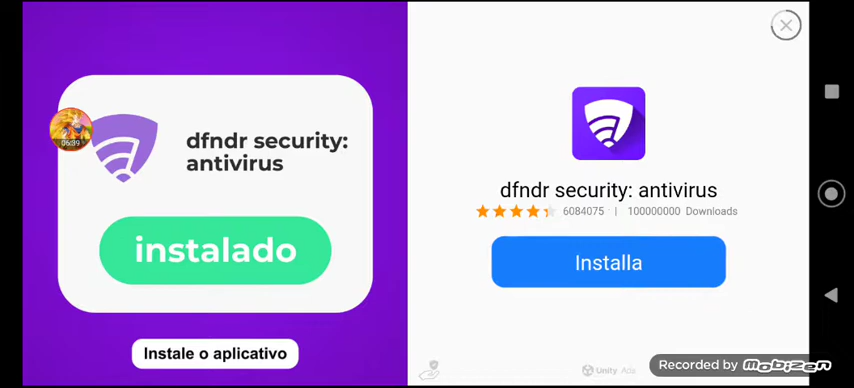 06:39
dfndr security:
antivirus
instalado
Instale o aplicativo
dfndr security: antivirus
6084075 | 100000000 Downloads
Installa
Unity Ads
Recorded by mobizen